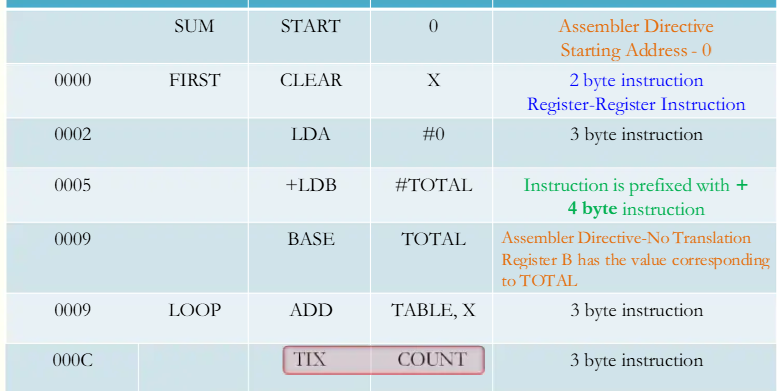 SUM START 0 Assembler Directive
Starting Address - 0
0000 FIRST CLEAR X 2 byte instruction
Register-Register Instruction
0002 LDA #0 3 byte instruction
0005 +LDB #TOTAL Instruction is prefixed with +
4 byte instruction
0009 BASE TOTAL Assembler Directive-No Translation
Register B has the value corresponding
to TOTAL
0009 LOOP ADD TABLE, X 3 byte instruction
000C TIX COUNT 3 byte instruction